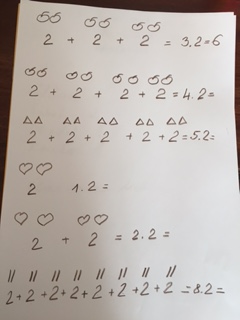 2 + 2 + 2 = 3.2=6
2 + 2 + 2 + 2 =4.2=
2 + 2 + 2 + 2 + 2 =5.2=
2 1.2 =
2 + 2 = 2.2 =
2+2+2+2+2+2+2+2 =8.2=